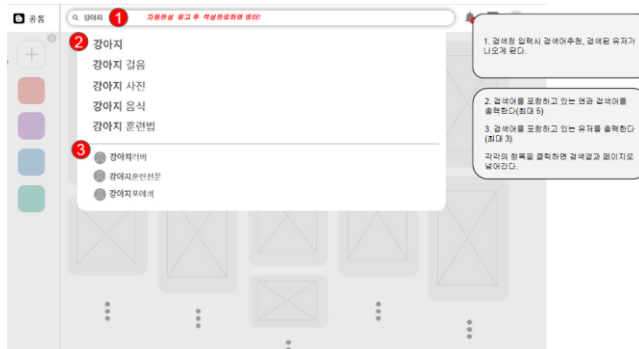 B 공통
강아지
1
자동완성 로그 후 작성완료되면 엔터!
2
강아지
강아지 걸음
강아지 사진
강아지 음식
강아지 훈련법
3
강아지러버
강아지훈련전문
강아지포에버
1. 검색창 입력시 검색어추천, 검색된 유저가
나오게 된다.
2. 검색어를 포함하고 있는 연관 검색어를
출력한다(최대 5)
3. 검색어를 포함하고 있는 유저를 출력한다
(최대 3)
각각의 항목을 클릭하면 검색결과 페이지로
넘어간다.